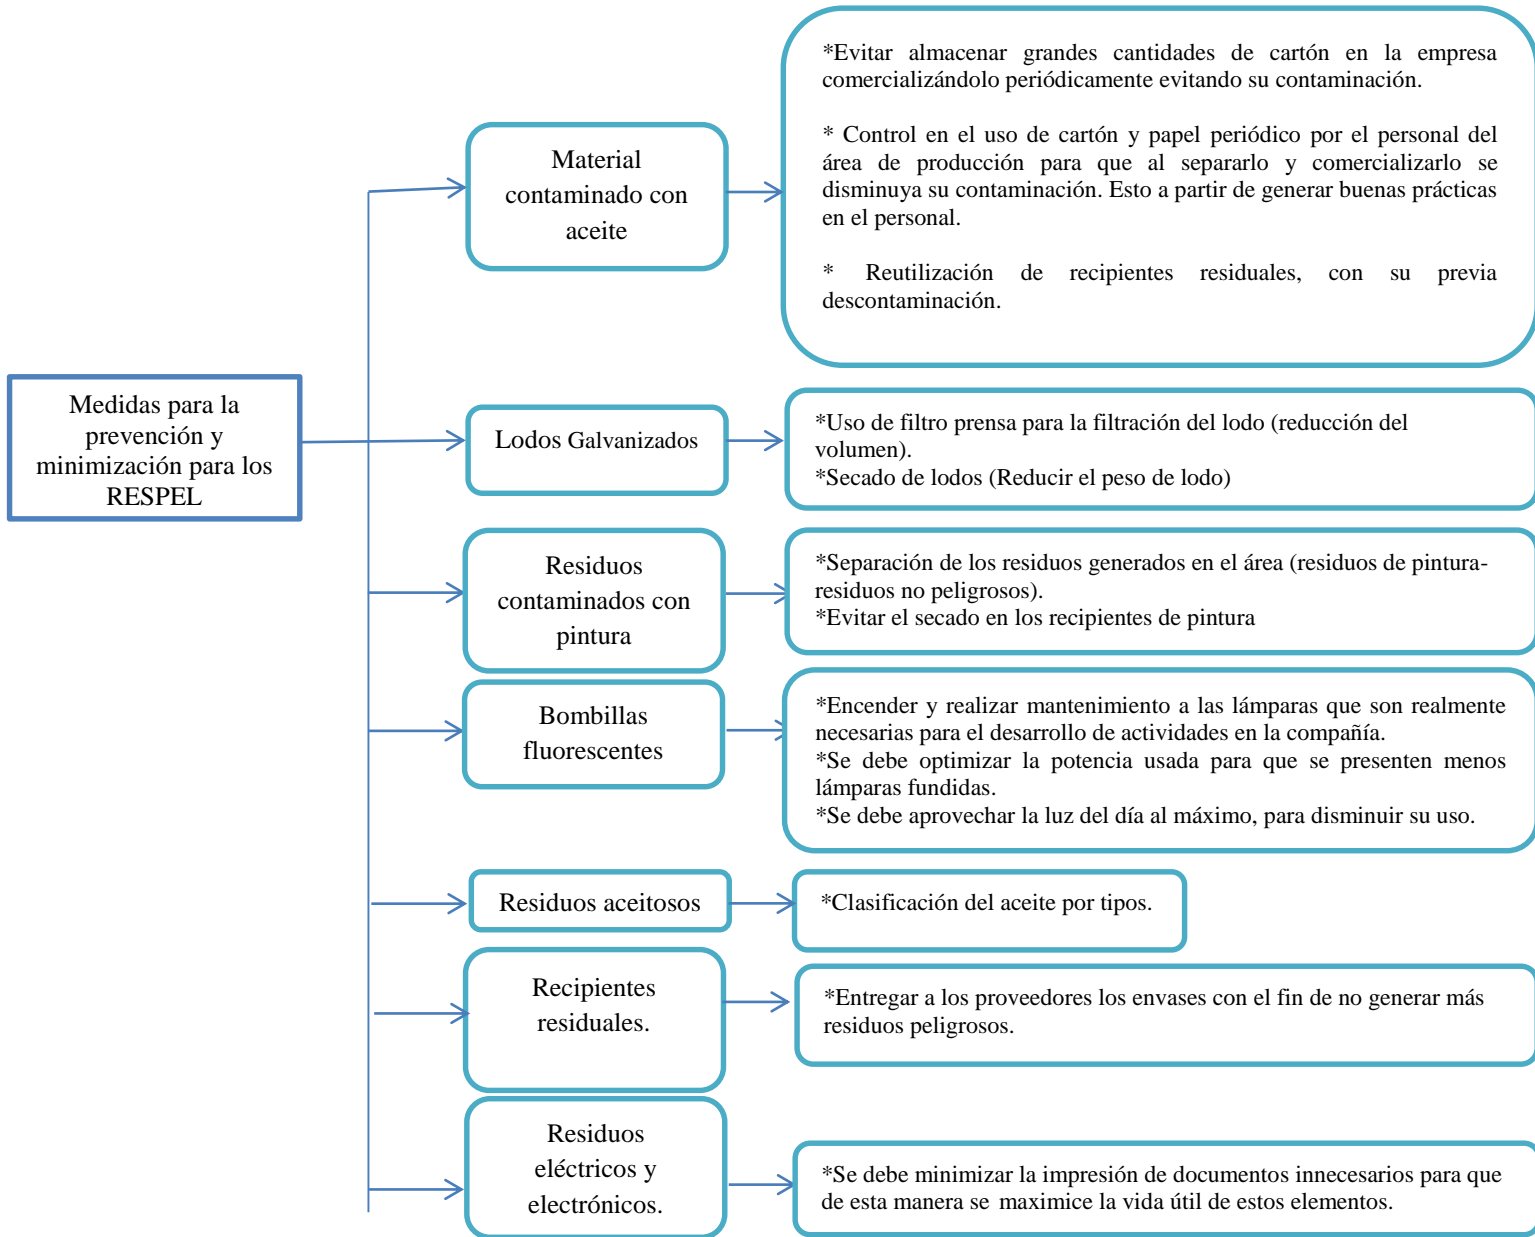 Medidas para la
prevención y
minimización para los
RESPEL
Material
contaminado con
aceite
*Evitar almacenar grandes cantidades de cartón en la empresa
comercializándolo periódicamente evitando su contaminación.
* Control en el uso de cartón y papel periódico por el personal del
área de producción para que al separarlo y comercializarlo se
disminuya su contaminación. Esto a partir de generar buenas prácticas
en el personal.
* Reutilización de recipientes residuales, con su previa
descontaminación.
Lodos Galvanizados
*Uso de filtro prensa para la filtración del lodo (reducción del
volumen).
*Secado de lodos (Reducir el peso de lodo)
Residuos
contaminados con
pintura
*Separación de los residuos generados en el área (residuos de pintura-
residuos no peligrosos).
*Evitar el secado en los recipientes de pintura
Bombillas
fluorescentes
*Encender y realizar mantenimiento a las lámparas que son realmente
necesarias para el desarrollo de actividades en la compañía.
*Se debe optimizar la potencia usada para que se presenten menos
lámparas fundidas.
*Se debe aprovechar la luz del día al máximo, para disminuir su uso.
Residuos aceitosos
*Clasificación del aceite por tipos.
Recipientes
residuales.
*Entregar a los proveedores los envases con el fin de no generar más
residuos peligrosos.
Residuos
eléctricos y
electrónicos.
*Se debe minimizar la impresión de documentos innecesarios para que
de esta manera se maximice la vida útil de estos elementos.